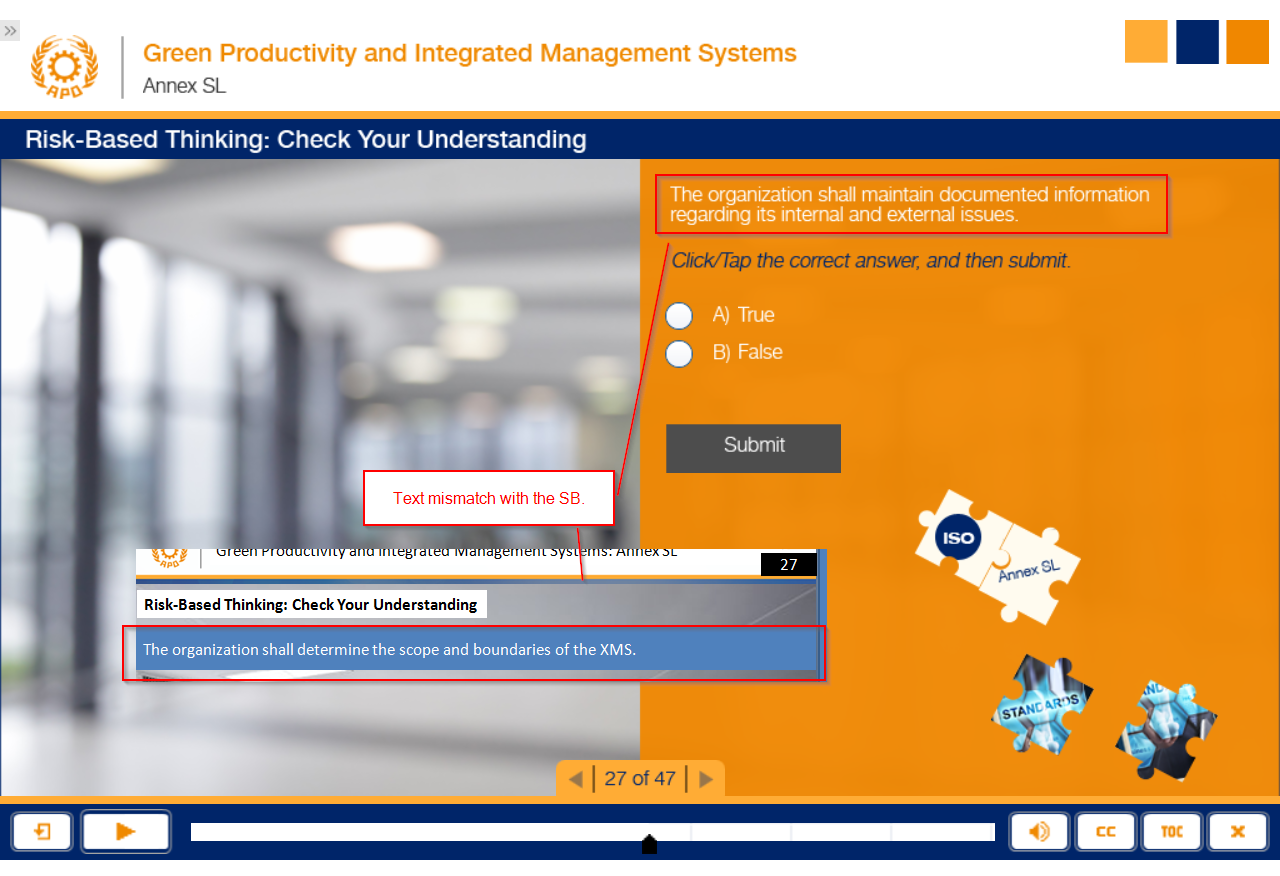 »
APO
Green Productivity and Integrated Management Systems
Annex SL
Risk-Based Thinking: Check Your Understanding
The organization shall maintain documented information
regarding its internal and external issues.
Click/Tap the correct answer, and then submit.
A) True
B) False
Submit
Text mismatch with the SB.
ISO
Annex SL
APO
Green Productivity and Integrated Management Systems: Annex SL
27
Risk-Based Thinking: Check Your Understanding
The organization shall determine the scope and boundaries of the XMS.
STANDARDS
27 of 47
CC
TOC